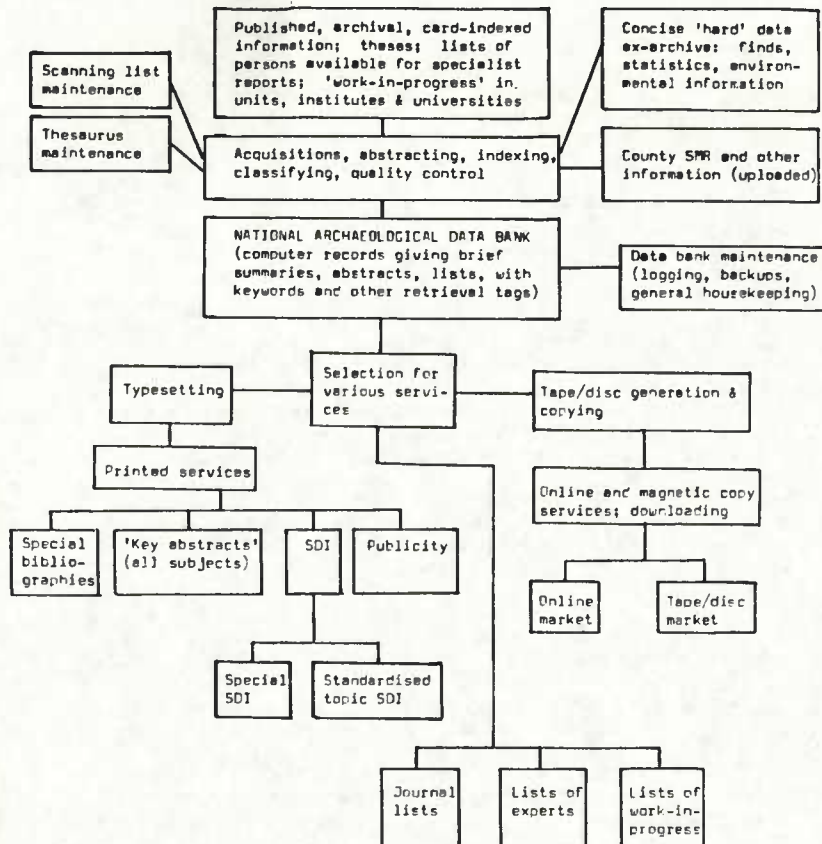 Published, archival, card-indexed
information; theses; lists of
persons available for specialist
reports; 'work-in-progress' in.
units, institutes & universities
Concise 'hard' data
ex-archive: finds,
statistics, environ-
mental information
Scanning list
maintenance
Thesaurus
maintenance
Acquisitions, abstracting, indexing,
classifying, quality control
County SMR and other
information (uploaded)
NATIONAL ARCHAEOLOGICAL DATA BANK
(computer records giving brief
summaries, abstracts, lists, with
keywords and other retrieval tags)
Data bank maintenance
(logging, backups,
general housekeeping)
Typesetting
Selection for
various servi-
ces
Tape/disc generation &
copying
Printed services
Online and magnetic copy
services; downloading
Special
biblio-
graphies
'Key abstracts'
(all subjects)
SDI
Publicity
Online
market
Tape/disc
market
Special
SDI
Standardised
topic SDI
Journal
lists
Lists of
experts
Lists of
work-in-
progress